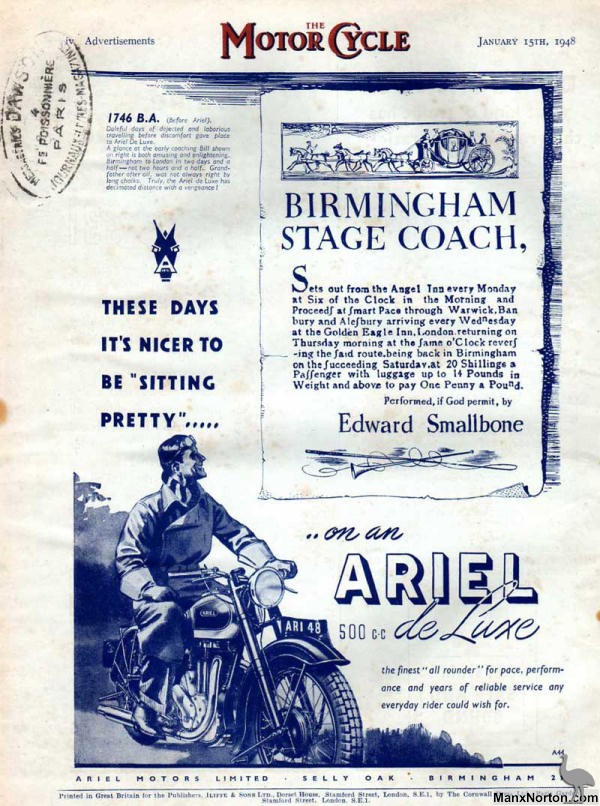 iv Advertisements
THE
MOTOR CYCLE
JANUARY 15TH, 1948
PARIS
1746 B.A. (Before Ariel).
Doleful days of dejected and laborious
travelling before discomfort gave place
to Ariel De Luxe.
A glance at the early coaching Bill shown
on right is both amusing and enlightening.
Birmingham to London in two days and a
half—not two hours and a half. Grand-
father after all, was not always right by
long chalks. Truly, the Ariel de Luxe has
decimated distance with a vengeance!
BIRMINGHAM
STAGE COACH,
Sets out from the Angel Inn every Monday
at Six of the Clock in the Morning and
Proceeds at ſmart Pace through Warwick, Ban
bury and Aleſbury arriving every Wedneſday
at the Golden Eagle Inn, London. returning on
Thursday morning at the ſame o'Clock reverſ
-ing the ſaid route, being back in Birmingham
on the ſucceeding Saturday, at 20 Shillings a
Paſſenger with luggage up to 14 Pounds in
Weight and above to pay One Penny a Pound.
Performed, if God permit, by
Edward Smallbone
THESE DAYS
IT'S NICER TO
BE "SITTING
PRETTY".....
..on an
ARIEL
500 c·c de Luxe
ARIEL
ARI 48
the finest "all rounder" for pace, perform-
ance and years of reliable service any
everyday rider could wish for.
A44
ARIEL MOTORS LIMITED · SELLY OAK · BIRMINGHAM 2
Printed in Great Britain for the Publishers, ILIFFE & SONS LTD., Dorset House, Stamford Street, London, S.E.1, by The Cornwall
Stamford Street, London, S.E.1.
MarixNorton.com